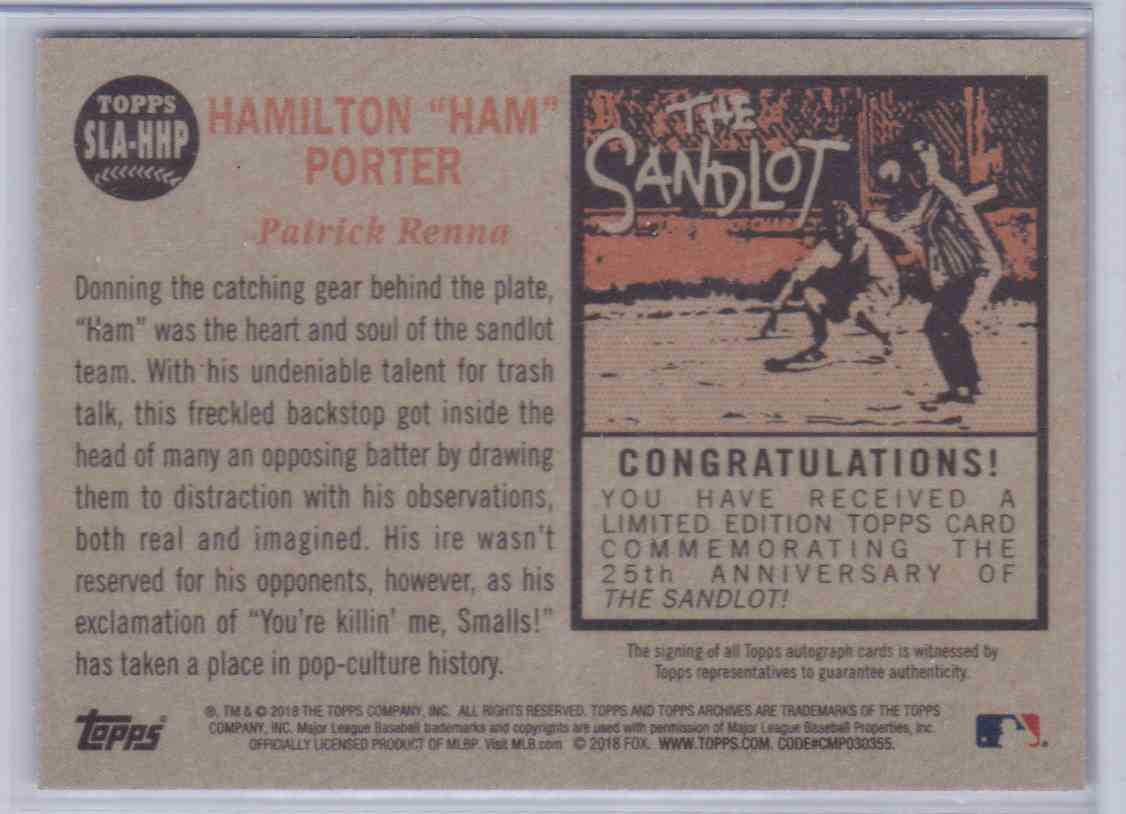 TOPPS
SLA-HHP
HAMILTON "HAM"
PORTER
Patrick Renna
Donning the catching gear behind the plate,
"Ham" was the heart and soul of the sandlot
team. With his undeniable talent for trash
talk, this freckled backstop got inside the
head of many an opposing batter by drawing
them to distraction with his observations,
both real and imagined. His ire wasn't
reserved for his opponents, however, as his
exclamation of "You're killin' me, Smalls!"
has taken a place in pop-culture history.
THE
SANDLOT
CONGRATULATIONS!
YOU HAVE RECEIVED A
LIMITED EDITION TOPPS CARD
COMMEMORATING THE
25th ANNIVERSARY OF
THE SANDLOT!
The signing of all Topps autograph cards is witnessed by
Topps representatives to guarantee authenticity.
topps
®, TM & © 2018 THE TOPPS COMPANY, INC. ALL RIGHTS RESERVED. TOPPS AND TOPPS ARCHIVES ARE TRADEMARKS OF THE TOPPS
COMPANY, INC. Major League Baseball trademarks and copyrights are used with permission of Major League Baseball Properties, Inc.
OFFICIALLY LICENSED PRODUCT OF MLBP. Visit MLB.com © 2018 FOX. WWW.TOPPS.COM. CODE#CMP030355.